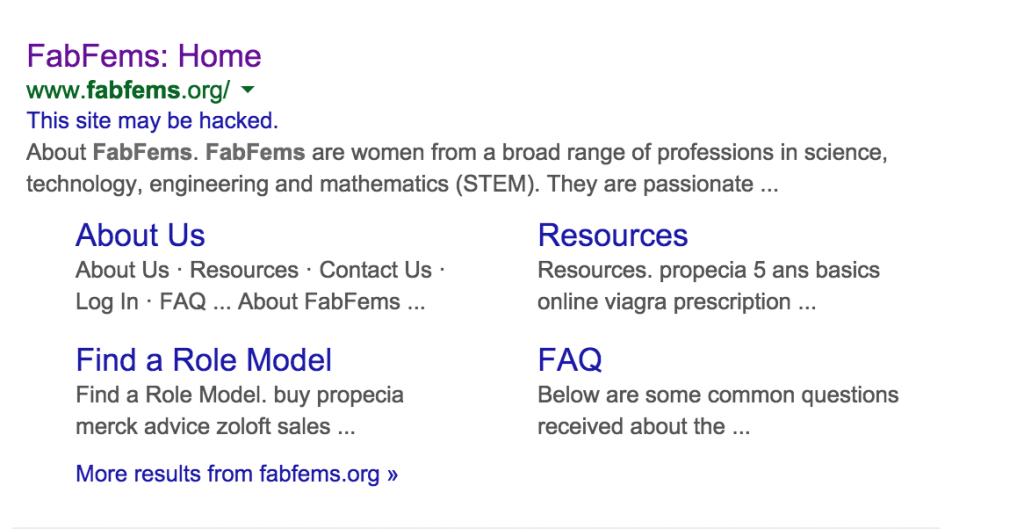 FabFems: Home
www.fabfems.org/
This site may be hacked.
About FabFems. FabFems are women from a broad range of professions in science,
technology, engineering and mathematics (STEM). They are passionate ...
About Us
About Us · Resources · Contact Us ·
Log In · FAQ ... About FabFems ...
Resources
Resources. propecia 5 ans basics
online viagra prescription ...
Find a Role Model
Find a Role Model. buy propecia
merck advice zoloft sales ...
FAQ
Below are some common questions
received about the ...
More results from fabfems.org »